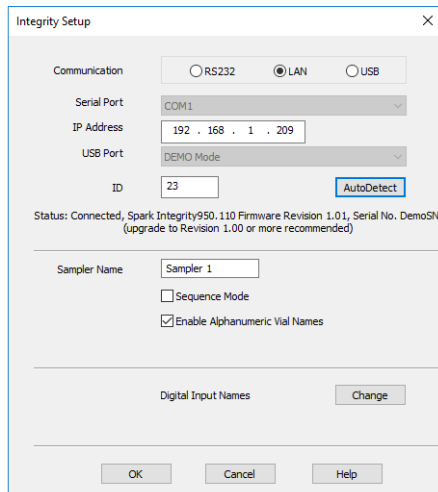 Integrity Setup
Communication RS232 LAN USB
Serial Port COM1
IP Address 192 . 168 . 1 . 209
USB Port DEMO Mode
ID 23 AutoDetect
Status: Connected, Spark Integrity950.110 Firmware Revision 1.01, Serial No. DemoSN
(upgrade to Revision 1.00 or more recommended)
Sampler Name Sampler 1
Sequence Mode
Enable Alphanumeric Vial Names
Digital Input Names Change
OK Cancel Help